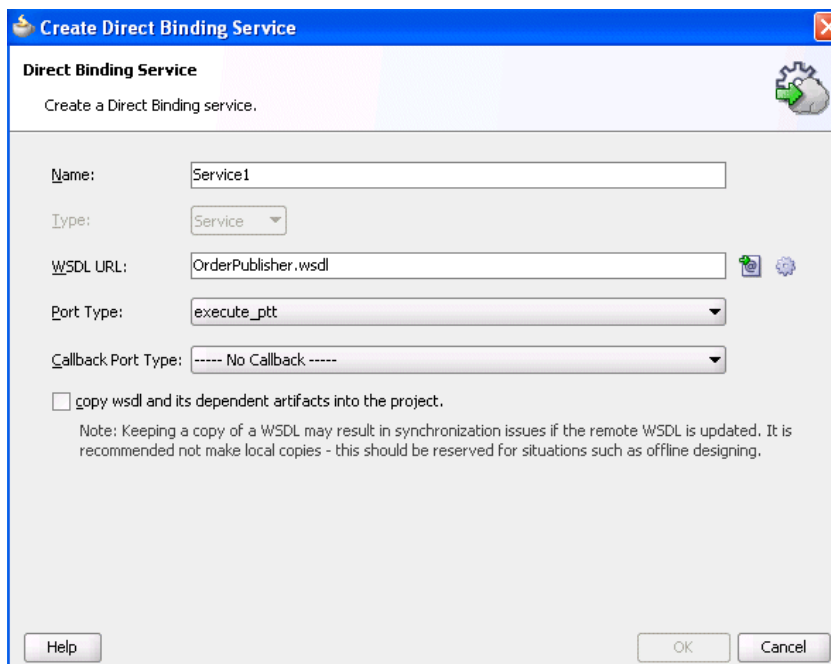 Create Direct Binding Service
Direct Binding Service
Create a Direct Binding service.
Name: Service1
Type: Service
WSDL URL: OrderPublisher.wsdl
Port Type: execute_ptt
Callback Port Type: ----- No Callback -----
copy wsdl and its dependent artifacts into the project.
Note: Keeping a copy of a WSDL may result in synchronization issues if the remote WSDL is updated. It is
recommended not make local copies - this should be reserved for situations such as offline designing.
Help OK Cancel